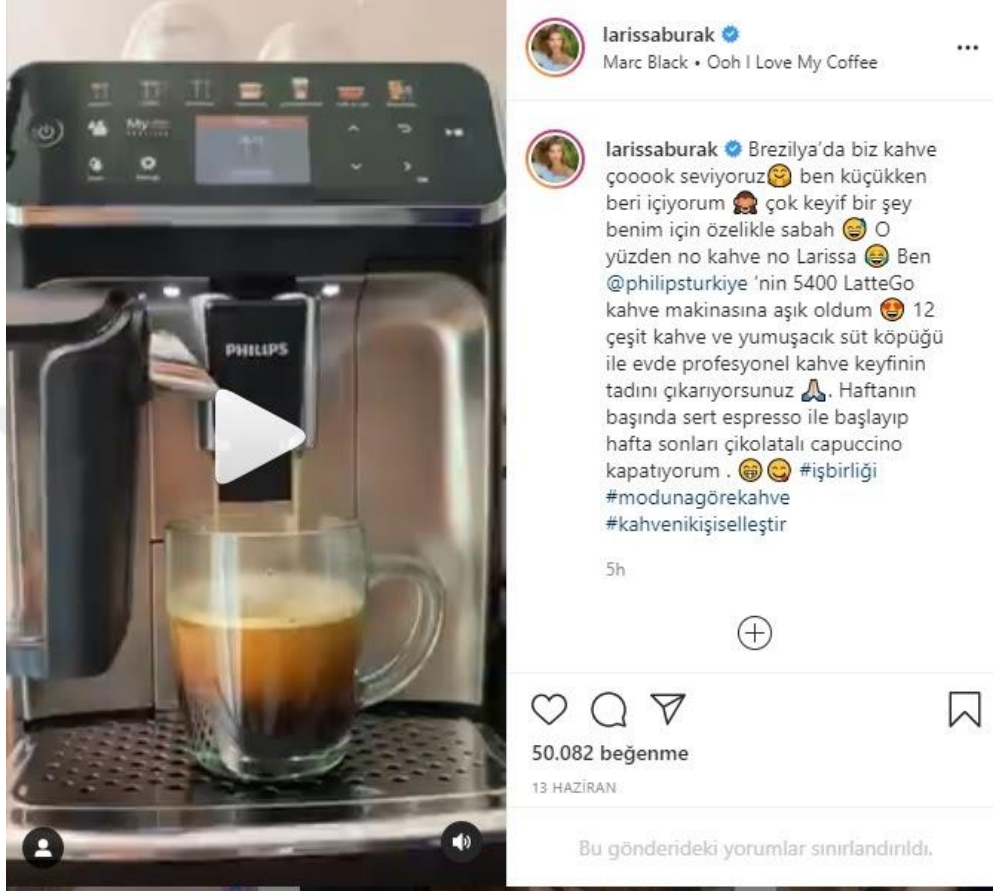 larissaburak
Marc Black • Ooh I Love My Coffee
larissaburak Brezilya'da biz kahve
çooook seviyoruz🤗 ben küçükken
beri içiyorum 🙈 çok keyif bir şey
benim için özelikle sabah 😅 O
yüzden no kahve no Larissa 😂 Ben
@philipsturkiye 'nin 5400 LatteGo
kahve makinasına aşık oldum 😍 12
çeşit kahve ve yumuşacık süt köpüğü
ile evde profesyonel kahve keyfinin
tadını çıkarıyorsunuz 🙏. Haftanın
başında sert espresso ile başlayıp
hafta sonları çikolatalı capuccino
kapatıyorum . 😁😋 #işbirliği
#modunagörekahve
#kahvenikişiselleştir
5h
50.082 beğenme
13 HAZİRAN
Bu gönderideki yorumlar sınırlandırıldı.
My
PHILIPS